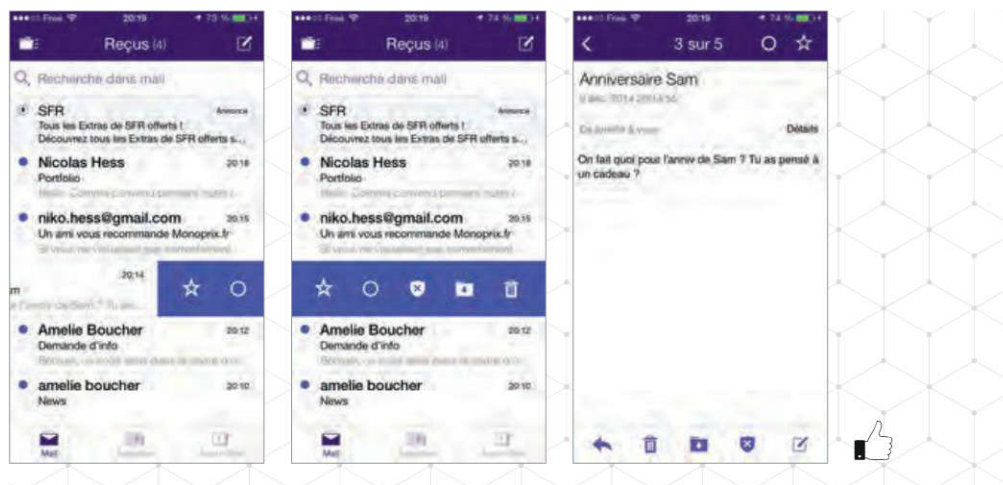 Free 20:19 73 %
Reçus (4)
Recherche dans mail
SFR Annonce
Tous les Extras de SFR offerts !
Découvrez tous les Extras de SFR offerts s...
Nicolas Hess 20:18
Portfolio
niko.hess@gmail.com 20:15
Un ami vous recommande Monoprix.fr
20:14
m
Amelie Boucher 20:12
Demande d'info
amelie boucher 20:10
News
Mail
Free 20:19 74 %
Reçus (4)
Recherche dans mail
SFR Annonce
Tous les Extras de SFR offerts !
Découvrez tous les Extras de SFR offerts s...
Nicolas Hess 20:18
Portfolio
niko.hess@gmail.com 20:15
Un ami vous recommande Monoprix.fr
Amelie Boucher 20:12
Demande d'info
amelie boucher 20:10
News
Mail
Free 20:19 74 %
3 sur 5
Anniversaire Sam
Détails
On fait quoi pour l'anniv de Sam ? Tu as pensé à
un cadeau ?